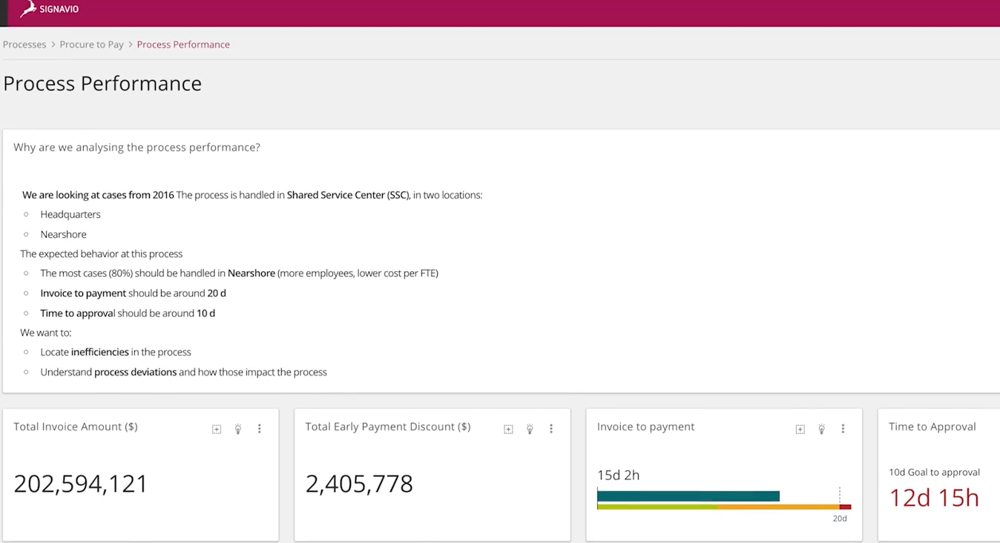 SIGNAVIO
Processes > Procure to Pay > Process Performance
Process Performance
Why are we analysing the process performance?
We are looking at cases from 2016 The process is handled in Shared Service Center (SSC), in two locations:
Headquarters
Nearshore
The expected behavior at this process
The most cases (80%) should be handled in Nearshore (more employees, lower cost per FTE)
Invoice to payment should be around 20 d
Time to approval should be around 10 d
We want to:
Locate inefficiencies in the process
Understand process deviations and how those impact the process
Total Invoice Amount ($)
202,594,121
Total Early Payment Discount ($)
2,405,778
Invoice to payment
15d 2h
20d
Time to Approval
10d Goal to approval
12d 15h